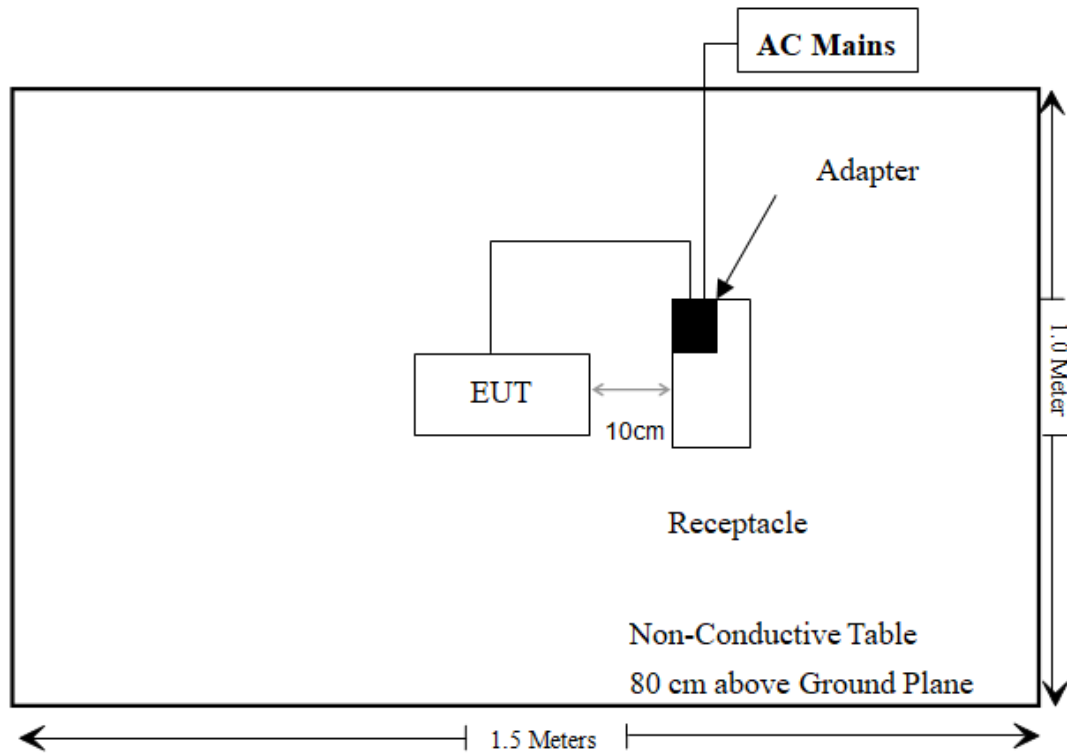 AC Mains
Adapter
EUT
10cm
1.0 Meter
Receptacle
Non-Conductive Table
80 cm above Ground Plane
1.5 Meters